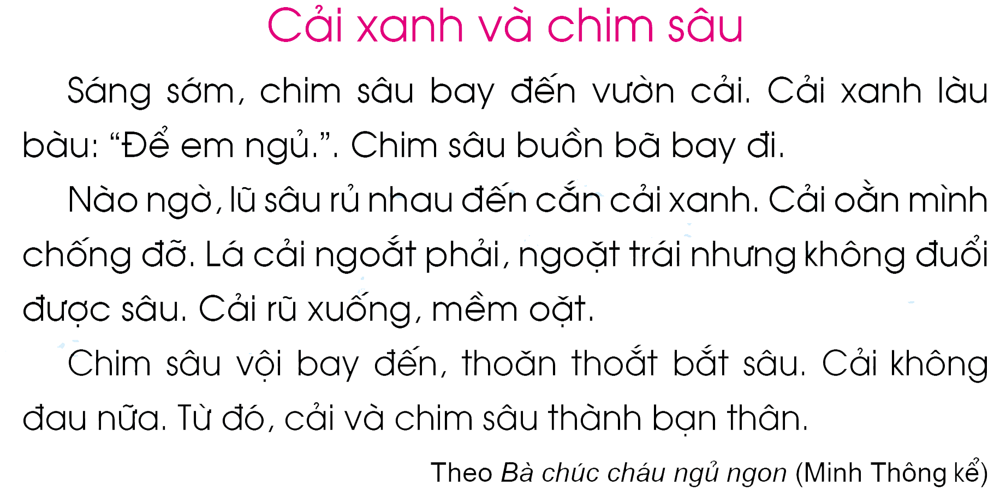 Cải xanh và chim sâu
Sáng sớm, chim sâu bay đến vườn cải. Cải xanh làu
bàu: “Để em ngủ.”. Chim sâu buồn bã bay đi.
Nào ngờ, lũ sâu rủ nhau đến cắn cải xanh. Cải oằn mình
chống đỡ. Lá cải ngoắt phải, ngoặt trái nhưng không đuổi
được sâu. Cải rũ xuống, mềm oặt.
Chim sâu vội bay đến, thoăn thoắt bắt sâu. Cải không
đau nữa. Từ đó, cải và chim sâu thành bạn thân.
Theo Bà chúc cháu ngủ ngon (Minh Thông kể)